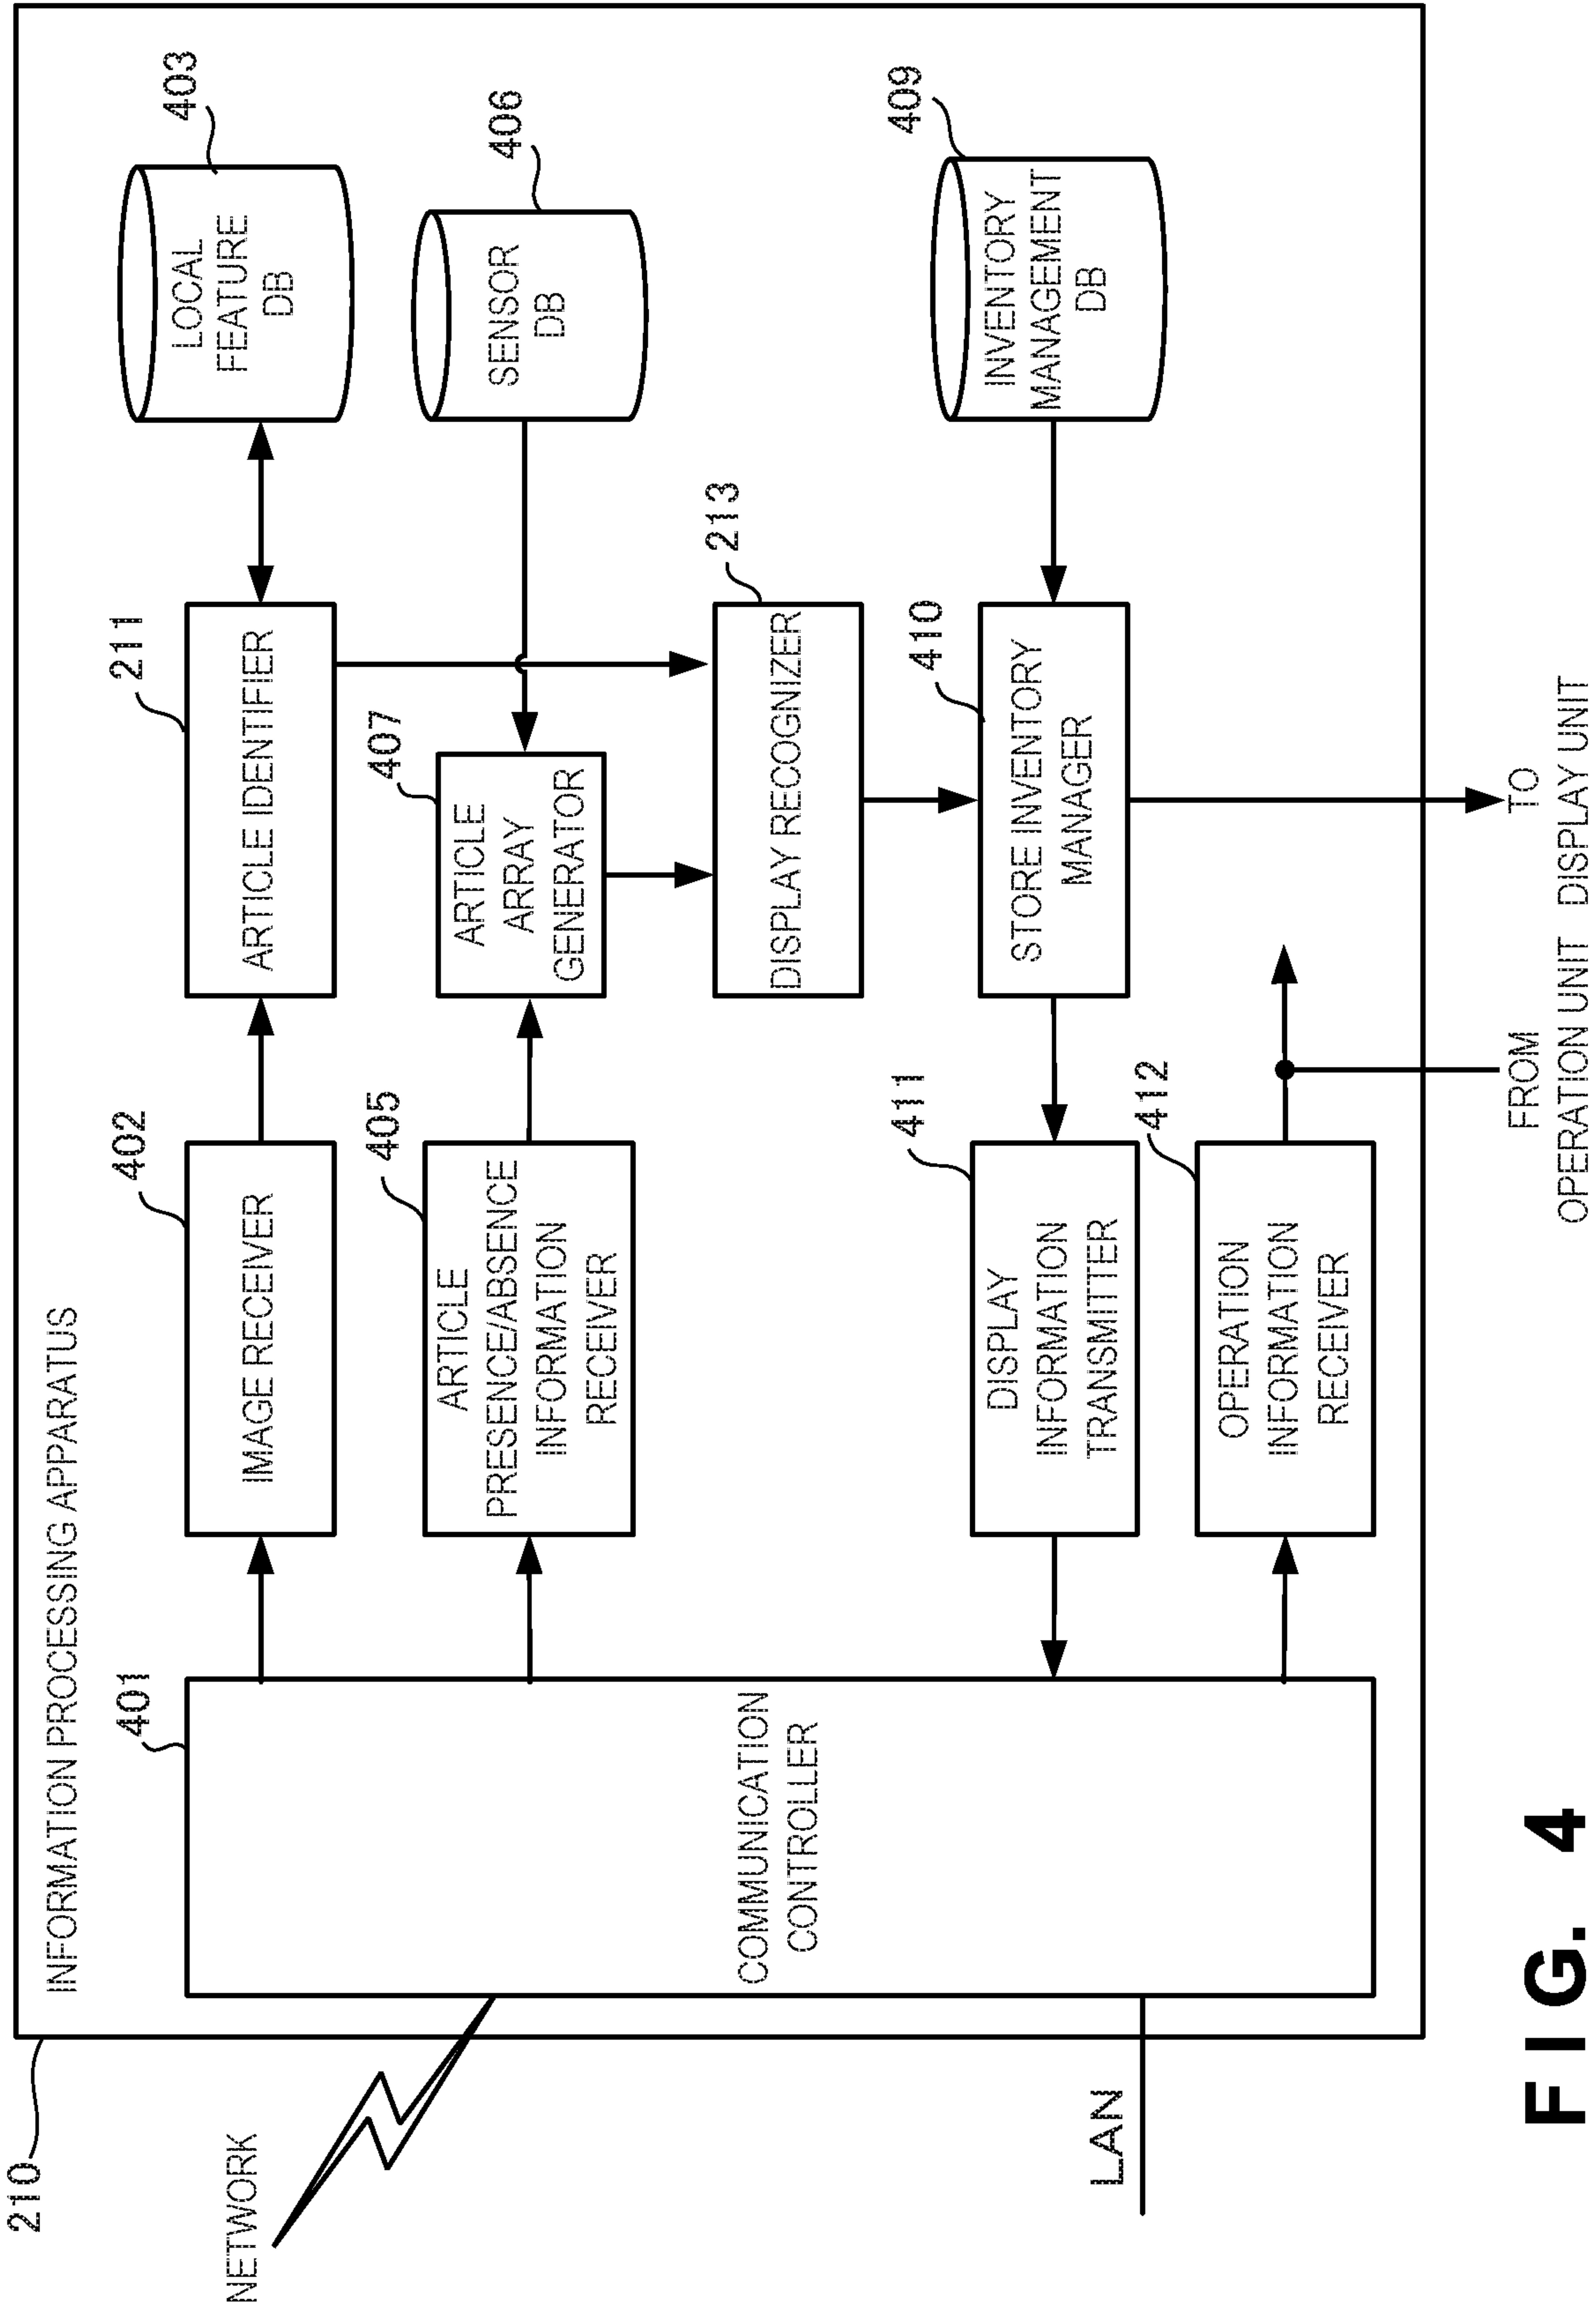 210
INFORMATION PROCESSING APPARATUS
NETWORK
LAN
401
COMMUNICATION
CONTROLLER
402
IMAGE RECEIVER
211
ARTICLE IDENTIFIER
403
LOCAL
FEATURE
DB
405
ARTICLE
PRESENCE/ABSENCE
INFORMATION
RECEIVER
407
ARTICLE
ARRAY
GENERATOR
406
SENSOR
DB
213
DISPLAY RECOGNIZER
411
DISPLAY
INFORMATION
TRANSMITTER
410
STORE INVENTORY
MANAGER
409
INVENTORY
MANAGEMENT
DB
412
OPERATION
INFORMATION
RECEIVER
FROM
OPERATION UNIT
TO
DISPLAY UNIT
FIG. 4